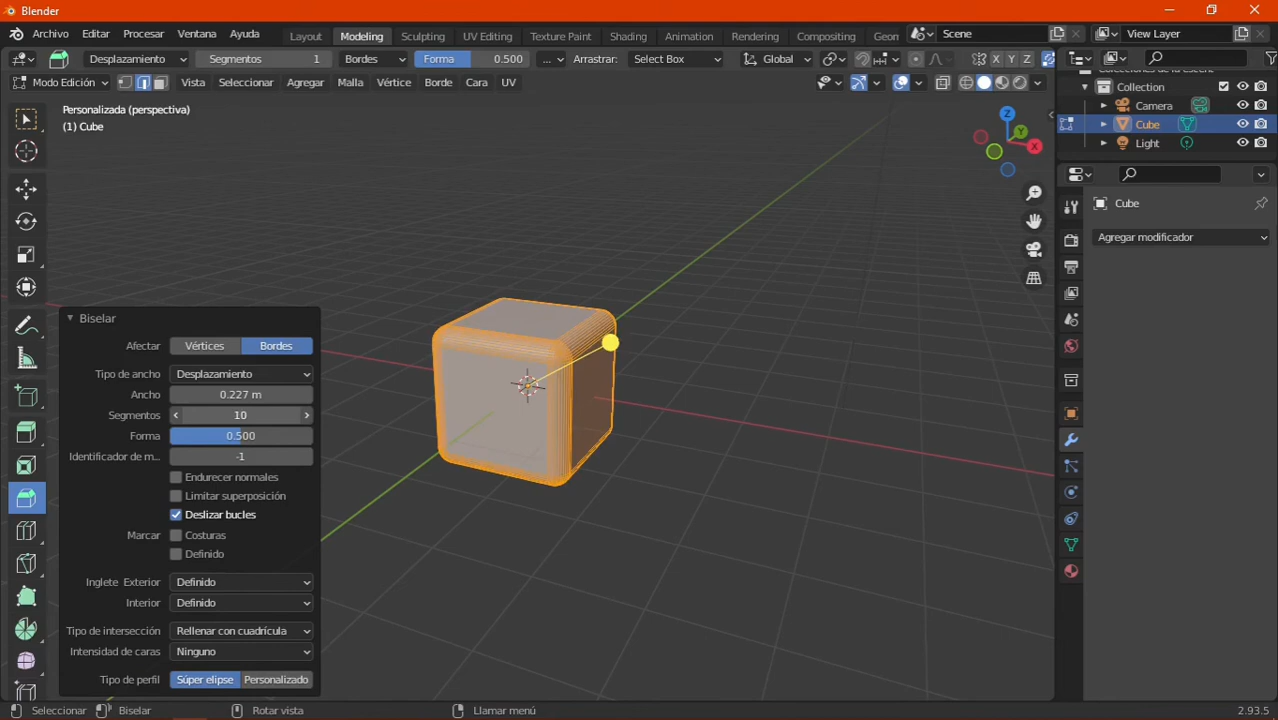 Blender
Archivo Editar Procesar Ventana Ayuda Layout Modeling Sculpting UV Editing Texture Paint Shading Animation Rendering Compositing Scene View Layer
Desplazamiento Segmentos 1 Bordes Forma 0.500 ... Arrastrar: Select Box Global X Y Z
Modo Edición Vista Seleccionar Agregar Malla Vértice Borde Cara UV
Collection
Personalizada (perspectiva)
Camera
(1) Cube
Cube
Light
Z
Y
X
Cube
Agregar modificador
Biselar
Afectar Vértices Bordes
Tipo de ancho Desplazamiento
Ancho 0.227 m
Segmentos 10
Forma 0.500
Identificador de m... -1
Endurecer normales
Limitar superposición
Deslizar bucles
Marcar Costuras
Definido
Inglete Exterior Definido
Interior Definido
Tipo de intersección Rellenar con cuadrícula
Intensidad de caras Ninguno
Tipo de perfil Súper elipse Personalizado
Seleccionar Biselar Rotar vista Llamar menú 2.93.5